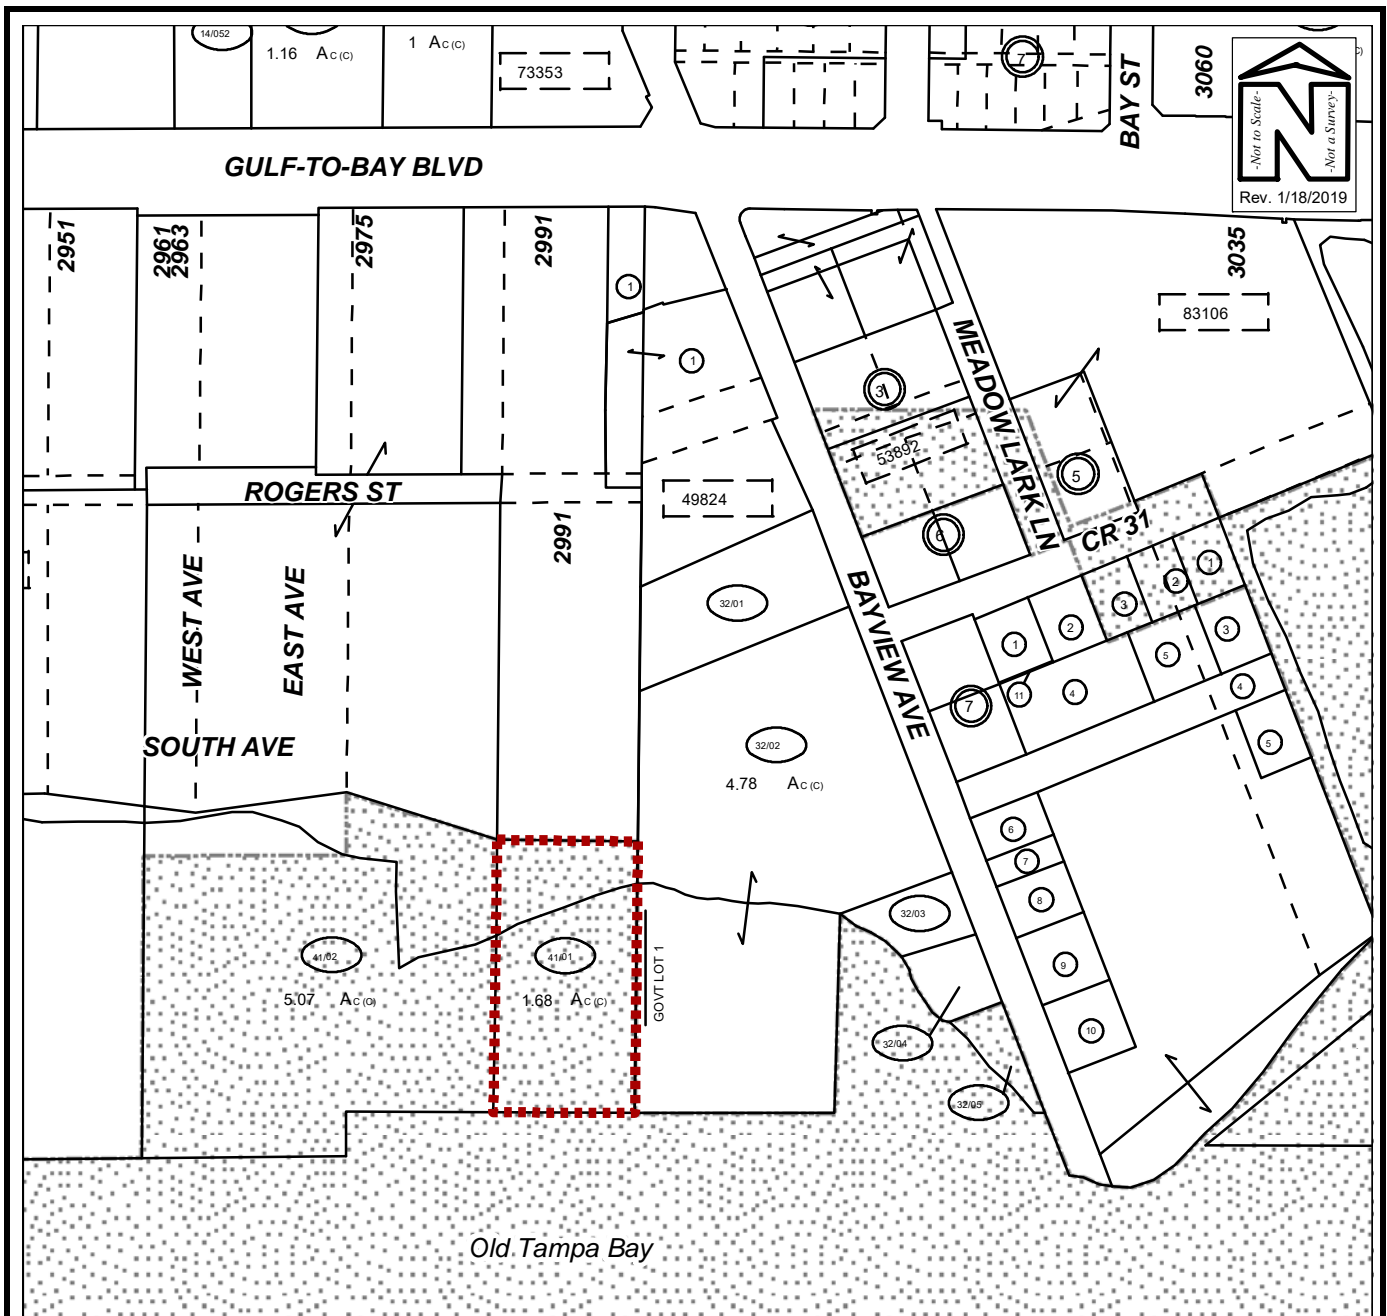 14/052
1.16 AC(C)
1 AC(C)
73353
7
BAY ST
3060
-Not to Scale-
N
-Not a Survey-
Rev. 1/18/2019
GULF-TO-BAY BLVD
2951
2961
2963
2975
2991
1
1
3
MEADOW LARK LN
3035
83106
53892
5
ROGERS ST
49824
2991
6
CR 31
WEST AVE
EAST AVE
32/01
BAYVIEW AVE
3
2
1
1
2
5
3
11
4
4
7
5
SOUTH AVE
32/02
4.78 AC(C)
6
7
8
9
10
32/03
41/02
5.07 AC(C)
41/01
1.68 AC(C)
GOVT LOT 1
32/04
32/05
Old Tampa Bay